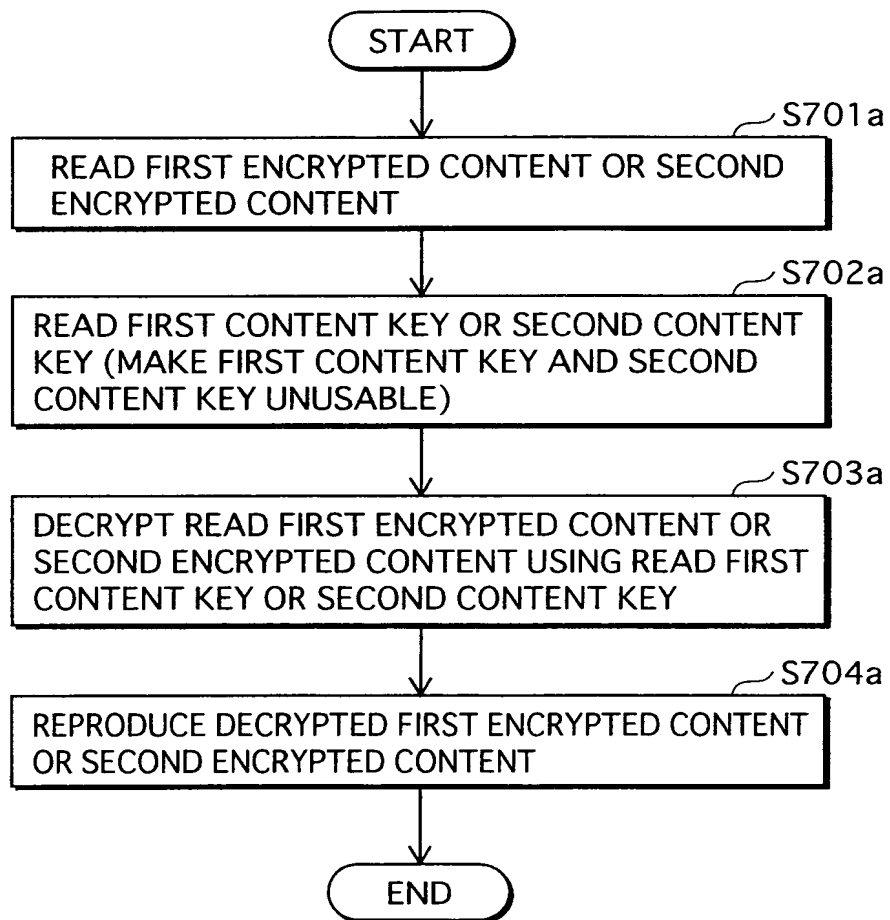 START
S701a
READ FIRST ENCRYPTED CONTENT OR SECOND
ENCRYPTED CONTENT
S702a
READ FIRST CONTENT KEY OR SECOND CONTENT
KEY (MAKE FIRST CONTENT KEY AND SECOND
CONTENT KEY UNUSABLE)
S703a
DECRYPT READ FIRST ENCRYPTED CONTENT OR
SECOND ENCRYPTED CONTENT USING READ FIRST
CONTENT KEY OR SECOND CONTENT KEY
S704a
REPRODUCE DECRYPTED FIRST ENCRYPTED CONTENT
OR SECOND ENCRYPTED CONTENT
END